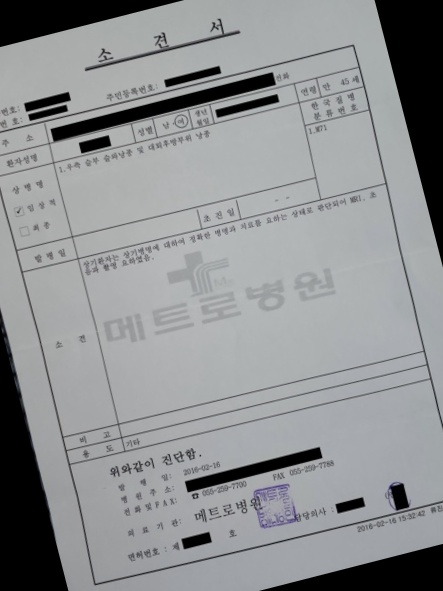 소 견 서
번호:
번호: 주민등록번호:
주 소 전화
환자성명 성별 남·여 생년월일 연령 만 45세
상 병 명 한국질병분류번호
1.우측 슬부 슬와낭종 및 대퇴후방부위 낭종 1.M71
☑ 임상적
☐ 최종
발 병 일 초 진 일 - -
소 견
상기환자는 상기병명에 대하여 정확한 병명과 치료를 요하는 상태로 판단되어 MRI, 초
음파 촬영 요하였음.
메트로병원
비 고
용 도 기타
위와같이 진단함.
발 행 일: 2016-02-16
병원 주소:
전화및FAX: ☎ 055-259-7700 FAX 055-259-7788
의료기관: 메트로병원
면허번호: 제 호 담당의사:
2016-02-16 15:32:42